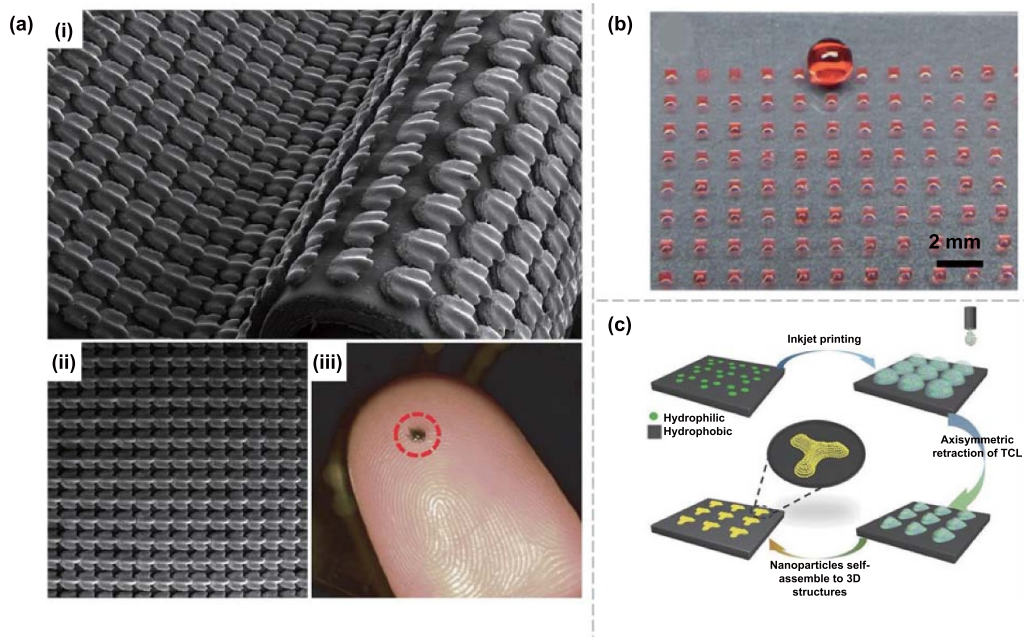 (a)
(i)
(ii)
(iii)
(b)
2 mm
(c)
Inkjet printing
Hydrophilic
Hydrophobic
Axisymmetric
retraction of TCL
Nanoparticles self-
assemble to 3D
structures